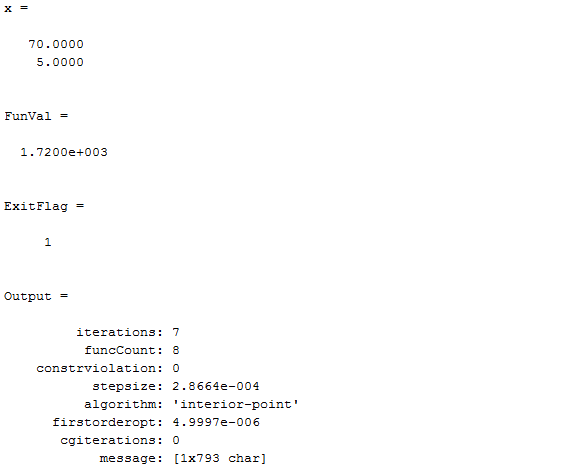 x =
70.0000
5.0000
FunVal =
1.7200e+003
ExitFlag =
1
Output =
iterations: 7
funcCount: 8
constrviolation: 0
stepsize: 2.8664e-004
algorithm: 'interior-point'
firstorderopt: 4.9997e-006
cgiterations: 0
message: [1x793 char]